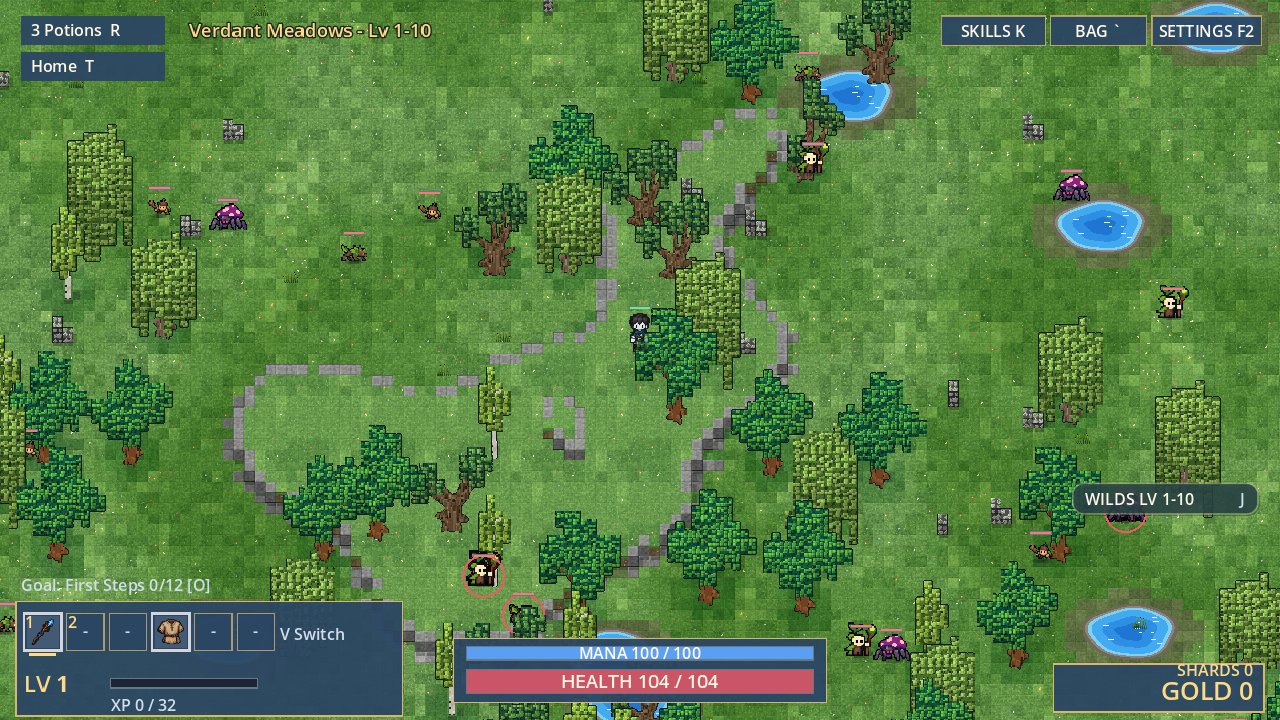 3 Potions R
Verdant Meadows - Lv 1-10
SKILLS K
BAG `
SETTINGS F2
Home T
WILDS LV 1-10 J
Goal: First Steps 0/12 [O]
1
2
-
-
-
-
V Switch
LV 1
XP 0 / 32
MANA 100 / 100
HEALTH 104 / 104
SHARDS 0
GOLD 0